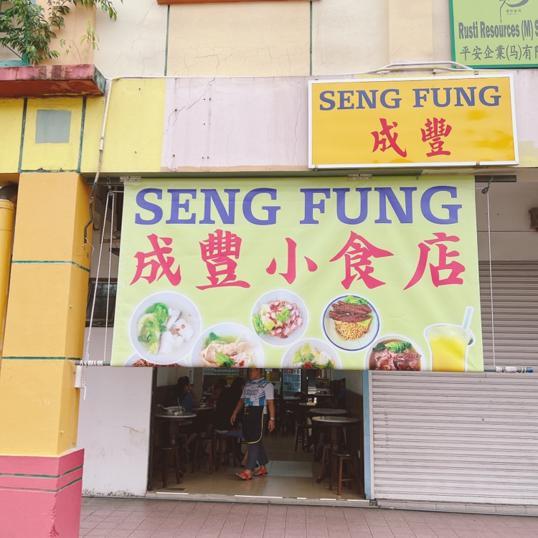 Rusti Resources (M) S
平安企業(马)有限
SENG FUNG
成豐
SENG FUNG
成豐小食店